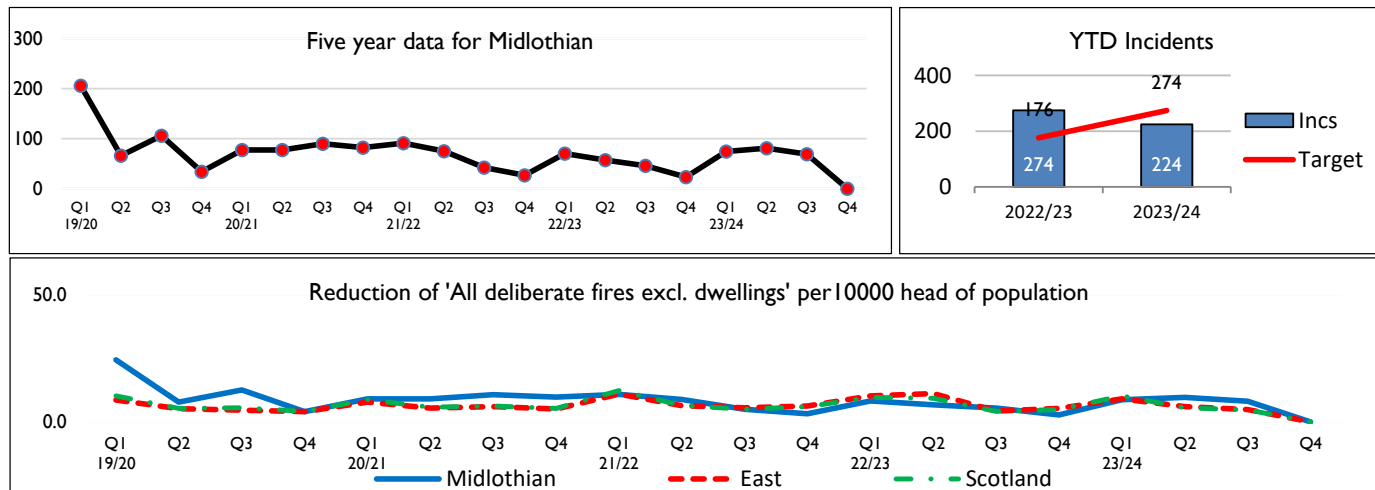 Five year data for Midlothian
300
200
100
0
Q1 Q2 Q3 Q4 Q1 Q2 Q3 Q4 Q1 Q2 Q3 Q4 Q1 Q2 Q3 Q4 Q1 Q2 Q3 Q4
19/20 20/21 21/22 22/23 23/24
YTD Incidents
400
200
0
176 274
274 224
2022/23 2023/24
Incs
Target
Reduction of 'All deliberate fires excl. dwellings' per10000 head of population
50.0
0.0
Q1 Q2 Q3 Q4 Q1 Q2 Q3 Q4 Q1 Q2 Q3 Q4 Q1 Q2 Q3 Q4 Q1 Q2 Q3 Q4
19/20 20/21 21/22 22/23 23/24
Midlothian East Scotland